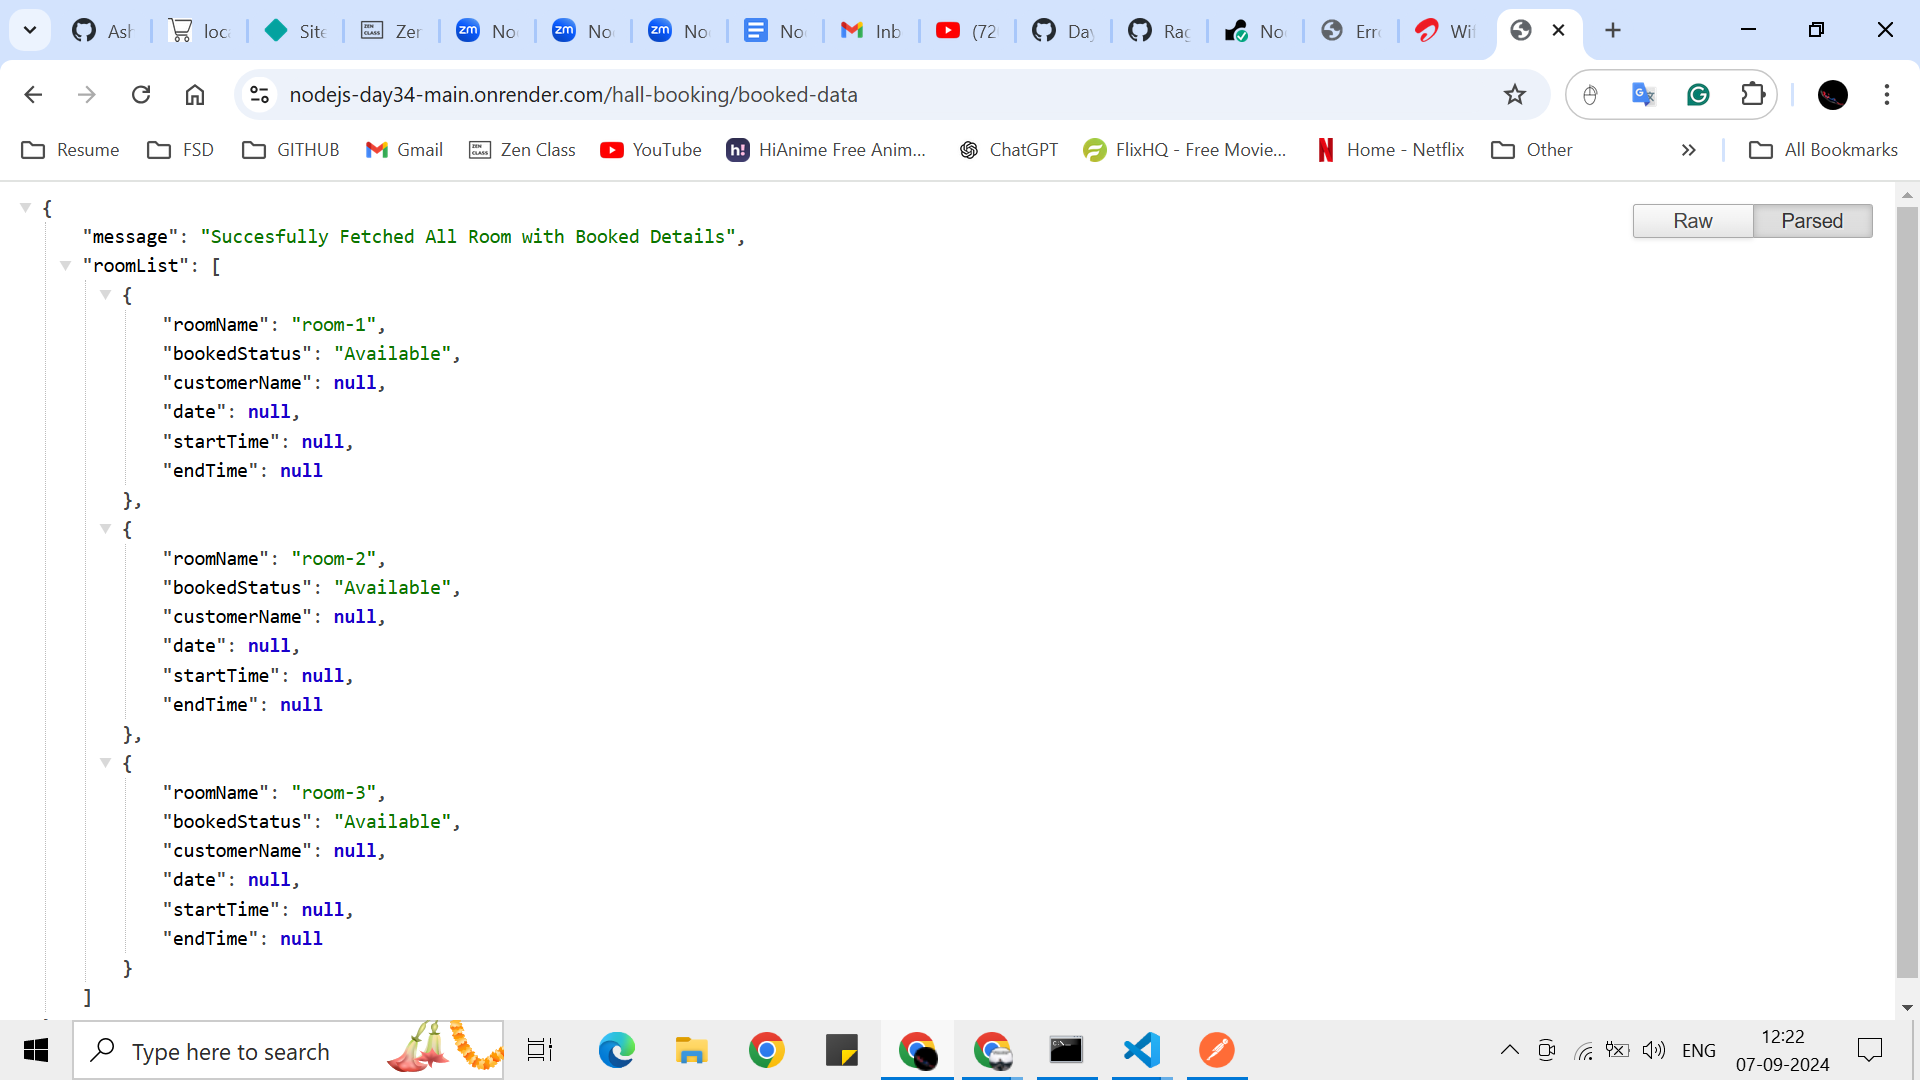 Ash
loca
Site
Zer
No
No
No
No
Inb
(72
Day
Rag
No
Erro
Wif
nodejs-day34-main.onrender.com/hall-booking/booked-data
Resume
FSD
GITHUB
Gmail
Zen Class
YouTube
HiAnime Free Anim...
ChatGPT
FlixHQ - Free Movie...
Home - Netflix
Other
All Bookmarks
Raw
Parsed
{
"message": "Succesfully Fetched All Room with Booked Details",
"roomList": [
{
"roomName": "room-1",
"bookedStatus": "Available",
"customerName": null,
"date": null,
"startTime": null,
"endTime": null
},
{
"roomName": "room-2",
"bookedStatus": "Available",
"customerName": null,
"date": null,
"startTime": null,
"endTime": null
},
{
"roomName": "room-3",
"bookedStatus": "Available",
"customerName": null,
"date": null,
"startTime": null,
"endTime": null
}
]
Type here to search
ENG
12:22
07-09-2024